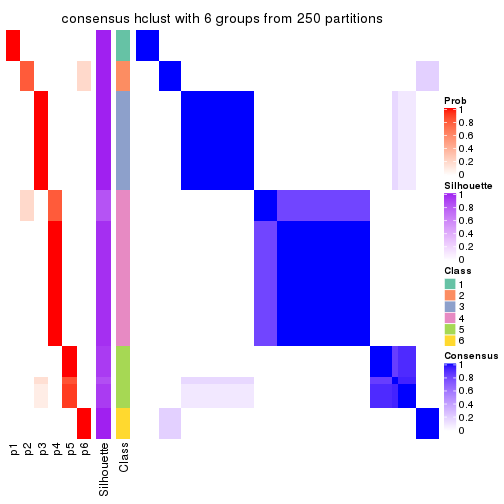 consensus hclust with 6 groups from 250 partitions
Prob
1
0.8
0.6
0.4
0.2
0
Silhouette
1
0.8
0.6
0.4
0.2
0
Class
1
2
3
4
5
6
Consensus
1
0.8
0.6
0.4
0.2
0
p1
p2
p3
p4
p5
p6
Silhouette
Class